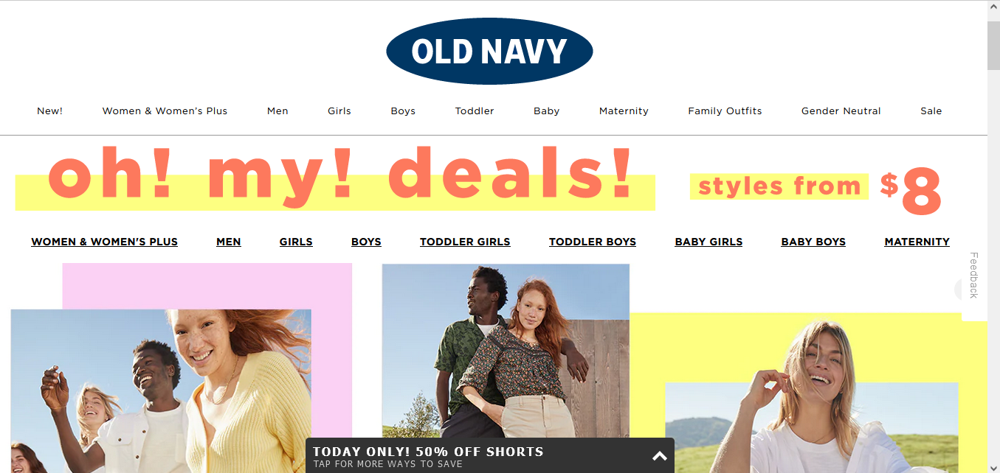 OLD NAVY
New! Women & Women's Plus Men Girls Boys Toddler Baby Maternity Family Outfits Gender Neutral Sale
oh! my! deals! styles from $8
WOMEN & WOMEN'S PLUS MEN GIRLS BOYS TODDLER GIRLS TODDLER BOYS BABY GIRLS BABY BOYS MATERNITY
Feedback
TODAY ONLY! 50% OFF SHORTS
TAP FOR MORE WAYS TO SAVE